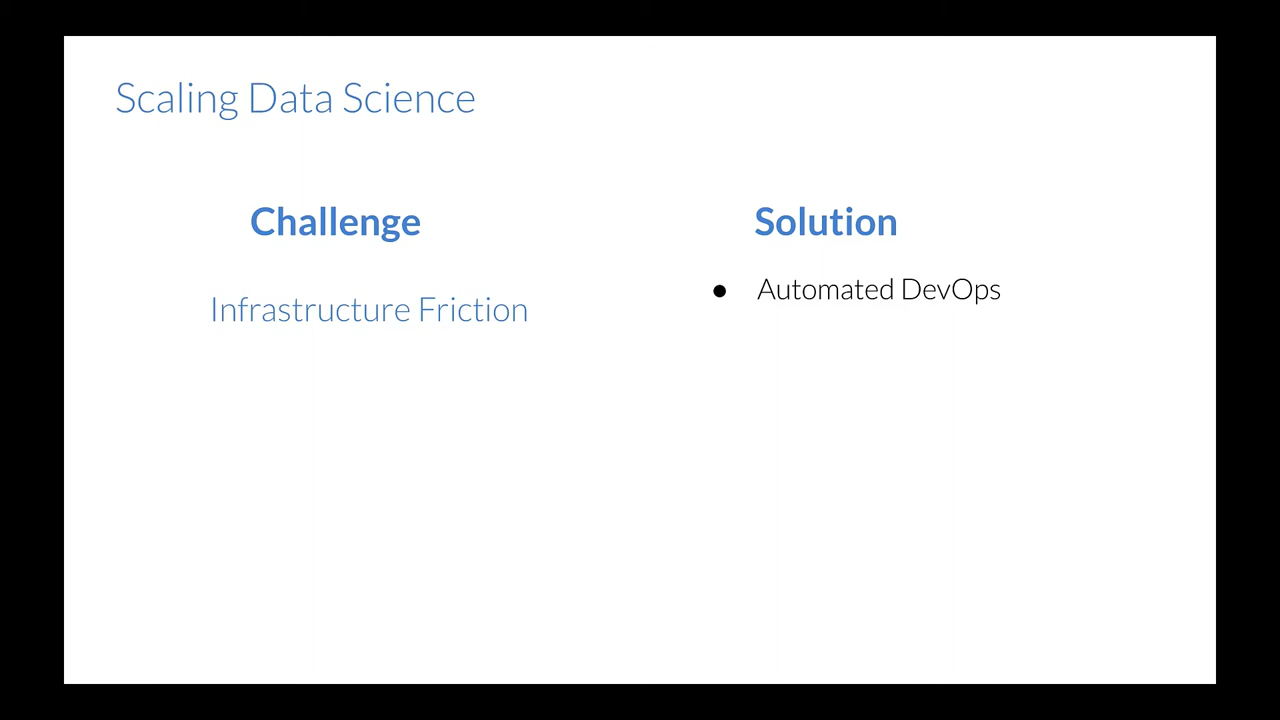 Scaling Data Science
Challenge
Solution
Infrastructure Friction
● Automated DevOps